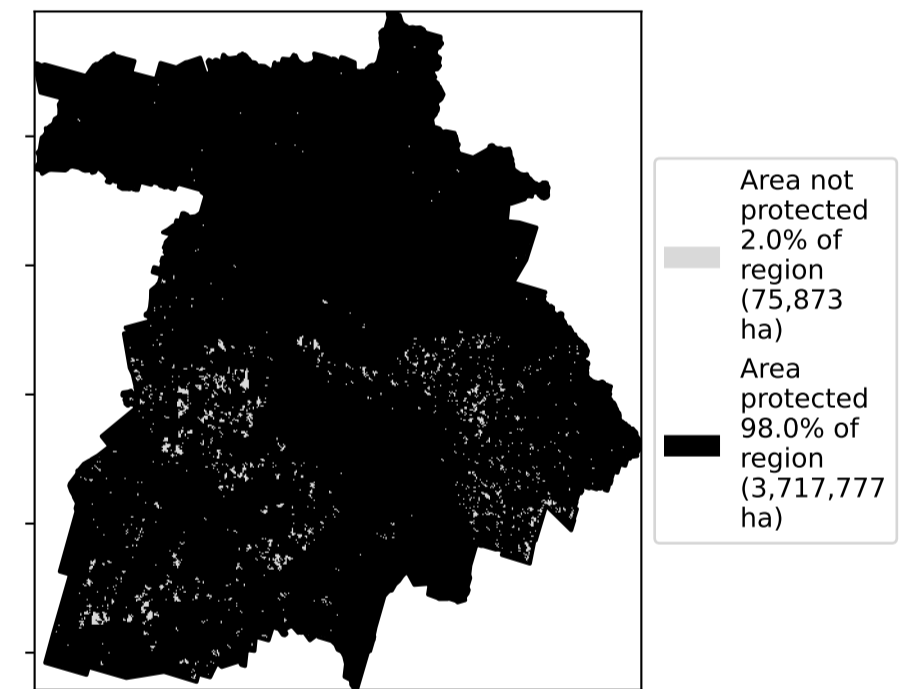 Area not
protected
2.0% of
region
(75,873
ha)
Area
protected
98.0% of
region
(3,717,777
ha)